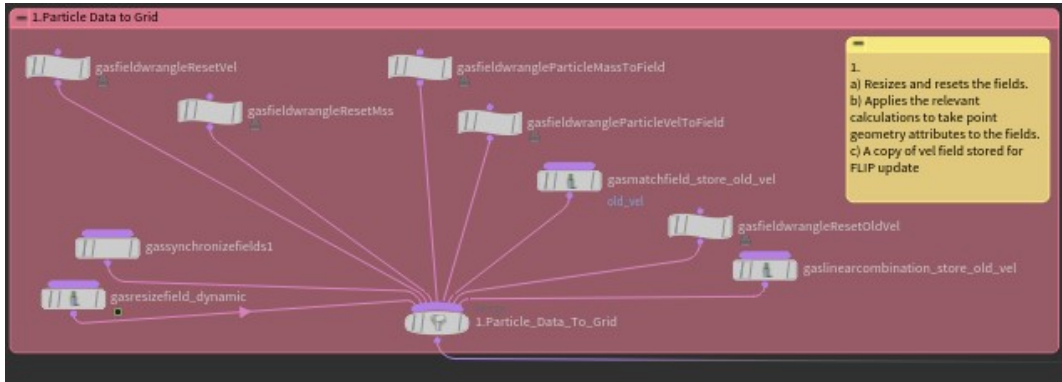 1.Particle Data to Grid
gasfieldwrangleResetVel
gasfieldwrangleParticleMassToField
gasfieldwrangleResetMss
gasfieldwrangleParticleVelToField
gasmatchfield_store_old_vel
old_vel
gasfieldwrangleResetOldVel
gassynchronizefields1
gaslinearcombination_store_old_vel
gasresizefield_dynamic
1.Particle_Data_To_Grid
1.
a) Resizes and resets the fields.
b) Applies the relevant
calculations to take point
geometry attributes to the fields.
c) A copy of vel field stored for
FLIP update